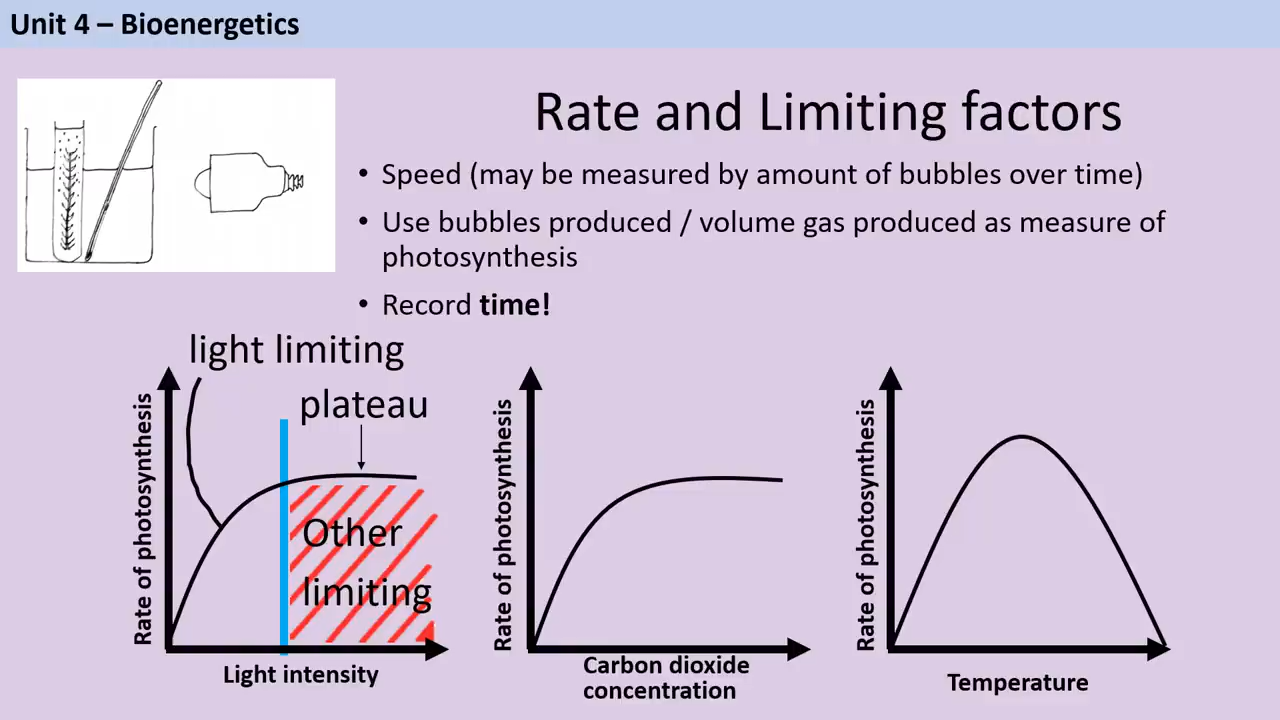 Unit 4 – Bioenergetics
Rate and Limiting factors
• Speed (may be measured by amount of bubbles over time)
• Use bubbles produced / volume gas produced as measure of
photosynthesis
• Record time!
light limiting
plateau
Other
limiting
Rate of photosynthesis
Light intensity
Rate of photosynthesis
Carbon dioxide
concentration
Rate of photosynthesis
Temperature